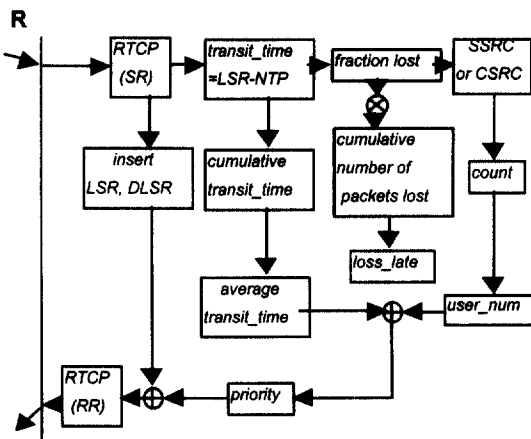 R
RTCP
(SR)
transit_time
=LSR-NTP
fraction lost
SSRC
or CSRC
insert
LSR, DLSR
cumulative
transit_time
cumulative
number of
packets lost
count
loss_late
average
transit_time
user_num
RTCP
(RR)
priority